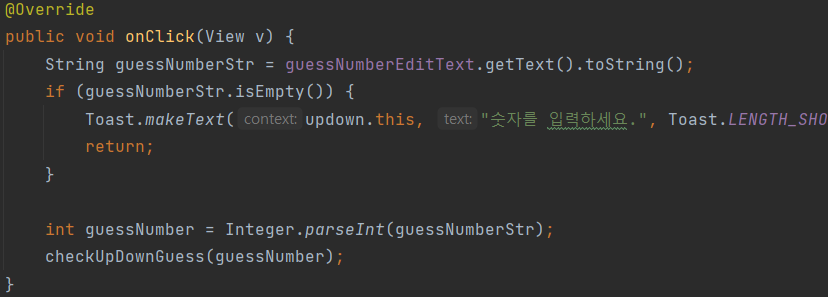 @Override
public void onClick(View v) {
String guessNumberStr = guessNumberEditText.getText().toString();
if (guessNumberStr.isEmpty()) {
Toast.makeText( context: updown.this, text: "숫자를 입력하세요.", Toast.LENGTH_SHO
return;
}
int guessNumber = Integer.parseInt(guessNumberStr);
checkUpDownGuess(guessNumber);
}